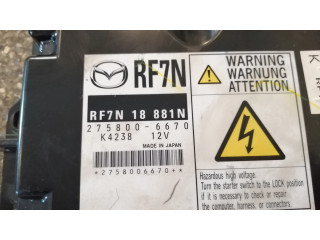 RF7N
RF7N 18 881N
275800-6670
K4238 12V
MADE IN JAPAN
*2758006670**
WARNING
WARNUNG
ATTENTION
Hazardous high voltage.
Turn the starter switch to the LOCK position
if it is necessary to check or repair
the computer, harness, or connectors.